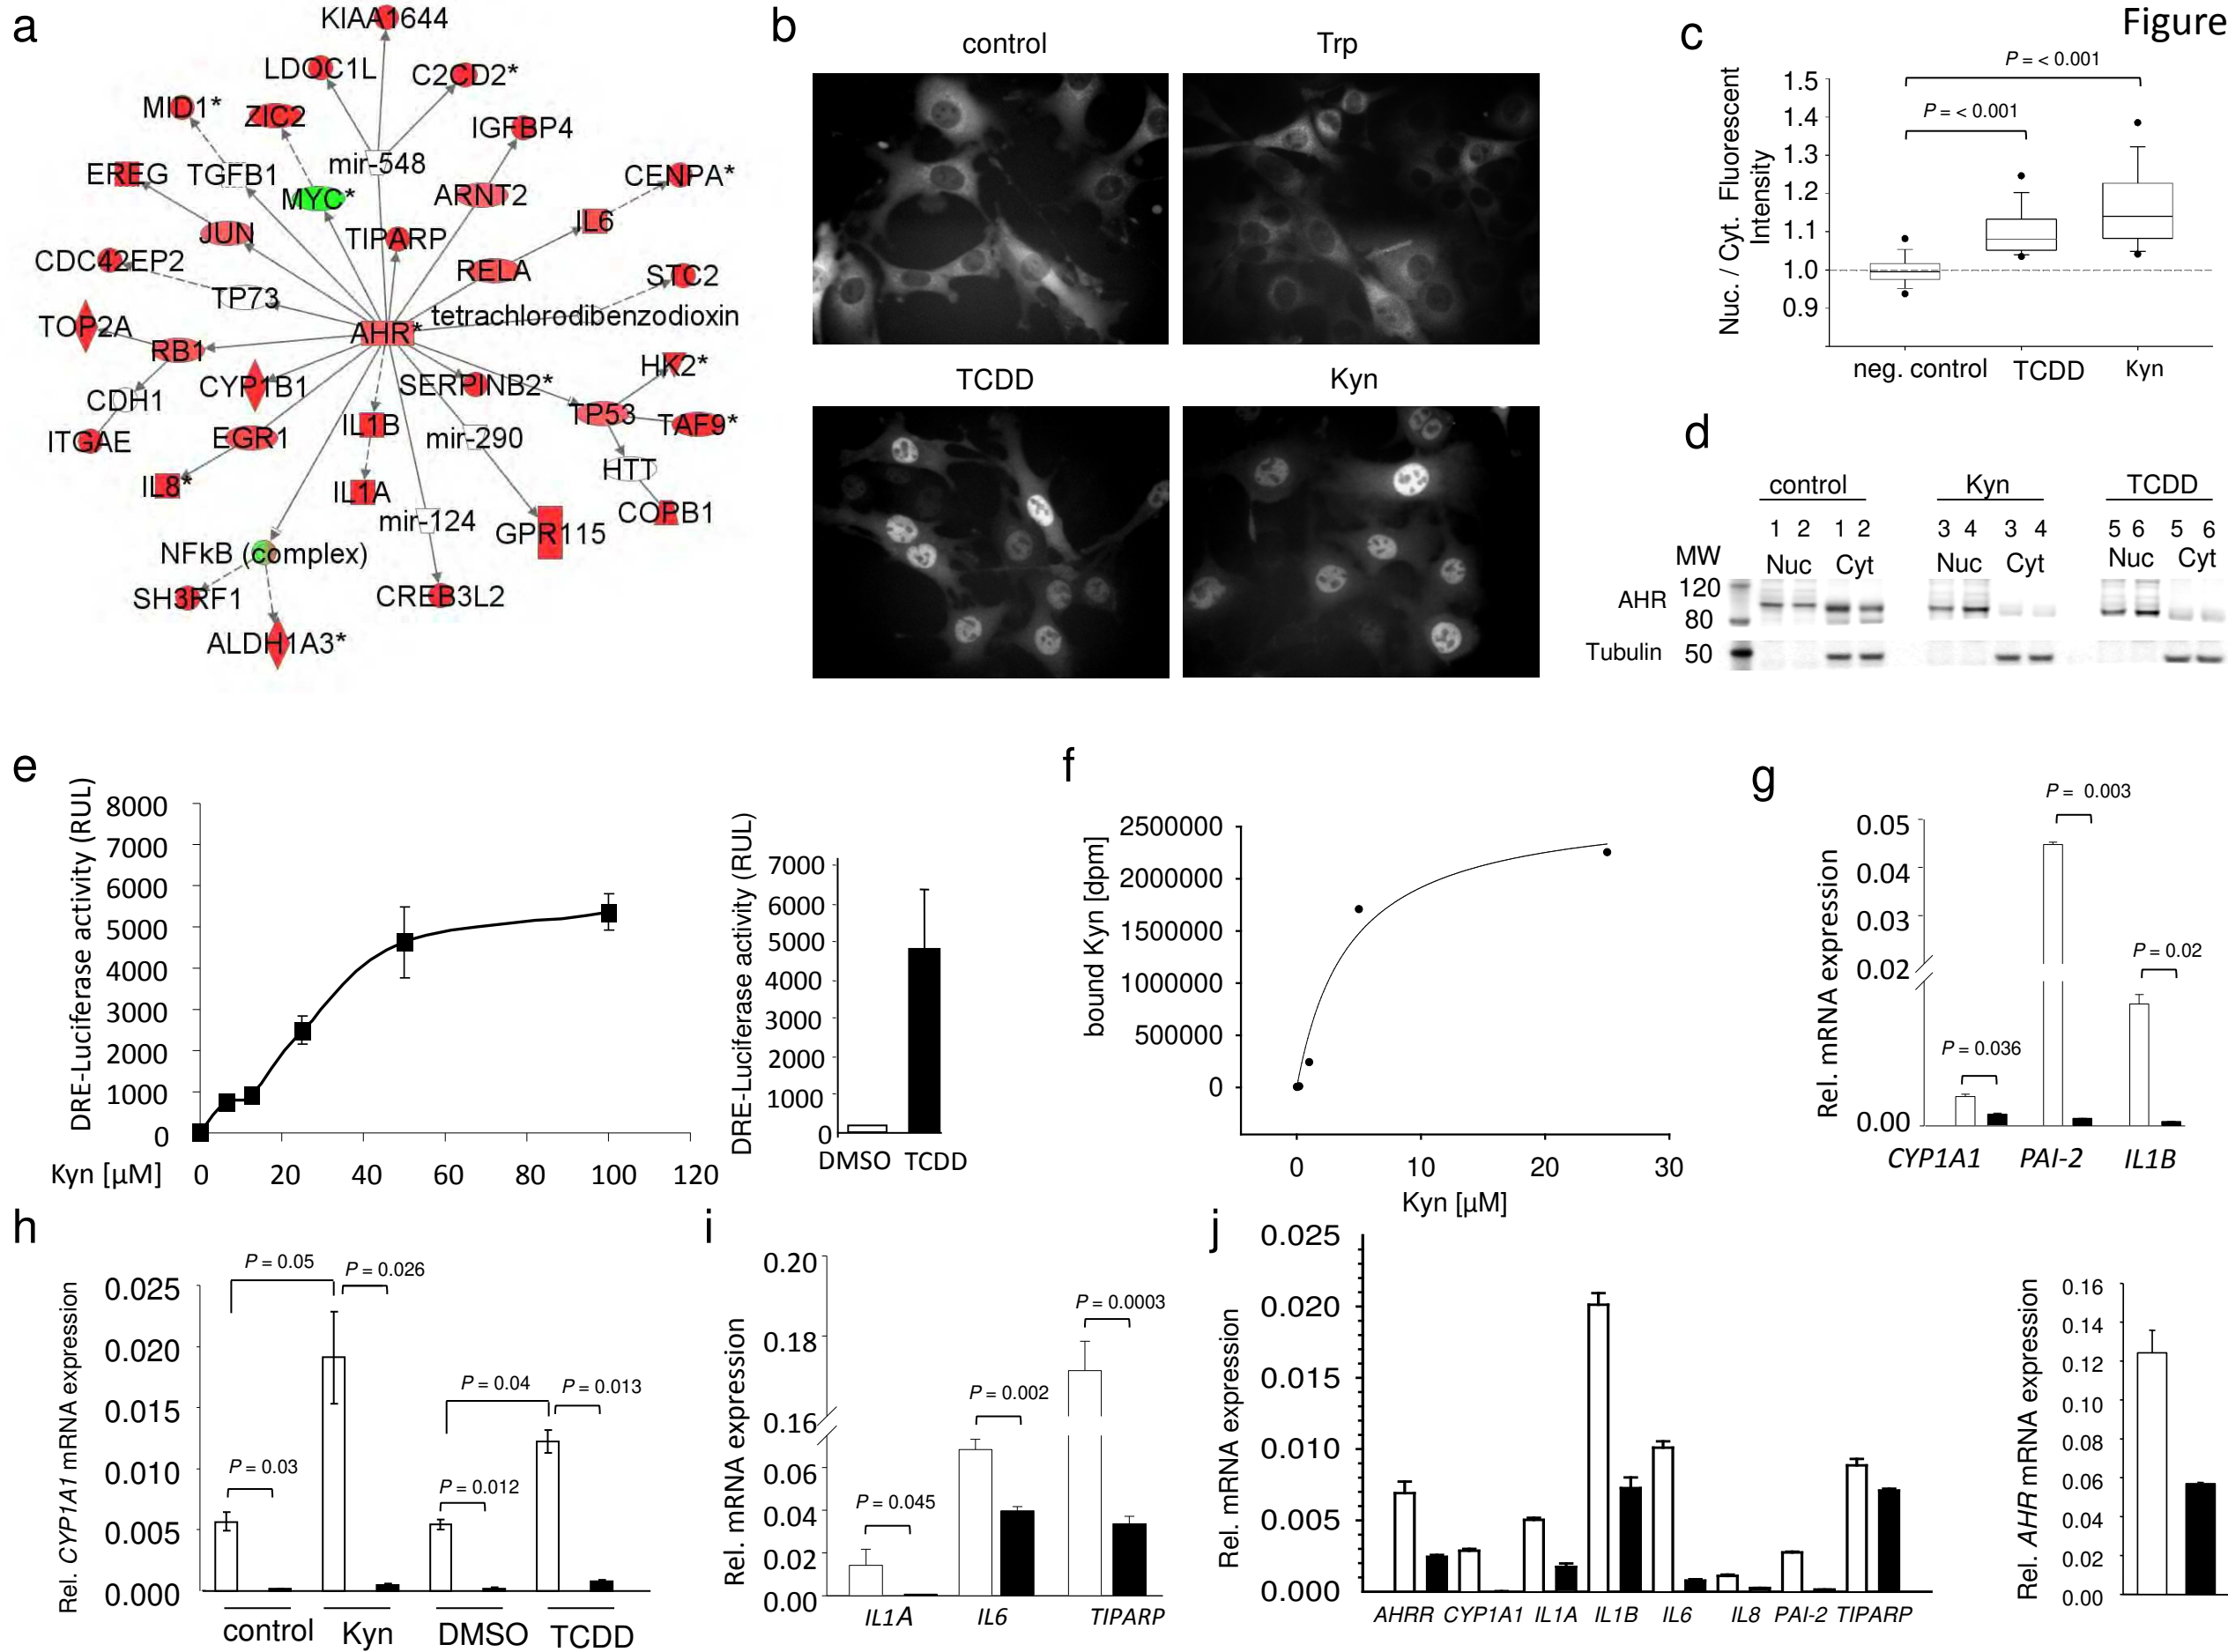 Figure
a
KIAA1644
LDOC1L
C2CD2*
MID1*
ZIC2
IGFBP4
mir-548
EREG
TGFB1
CENPA*
MYC*
ARNT2
IL6
JUN
TIPARP
CDC42EP2
RELA
STC2
TP73
tetrachlorodibenzodioxin
TOP2A
AHR*
RB1
HK2*
CYP1B1
SERPINB2*
CDH1
TP53
TAF9*
ITGAE
EGR1
IL1B
mir-290
HTT
IL8*
IL1A
COPB1
mir-124
GPR115
NFkB (complex)
SH3RF1
CREB3L2
ALDH1A3*
b
control
Trp
TCDD
Kyn
c
Nuc. / Cyt. Fluorescent
Intensity
P = < 0.001
P = < 0.001
1.5
1.4
1.3
1.2
1.1
1.0
0.9
neg. control TCDD Kyn
d
control Kyn TCDD
1 2 1 2 3 4 3 4 5 6 5 6
MW Nuc Cyt Nuc Cyt Nuc Cyt
AHR 120
80
Tubulin 50
e
DRE-Luciferase activity (RUL)
8000
7000
6000
5000
4000
3000
2000
1000
0
Kyn [µM] 0 20 40 60 80 100 120
DRE-Luciferase activity (RUL)
7000
6000
5000
4000
3000
2000
1000
0
DMSO TCDD
f
bound Kyn [dpm]
2500000
2000000
1500000
1000000
500000
0
0 10 20 30
Kyn [µM]
g
Rel. mRNA expression
P = 0.003
0.05
0.04
0.03
0.02
0.00
P = 0.02
P = 0.036
CYP1A1 PAI-2 IL1B
h
Rel. CYP1A1 mRNA expression
P = 0.05
P = 0.026
0.025
0.020
0.015
0.010
0.005
0.000
P = 0.04
P = 0.013
P = 0.03
P = 0.012
control Kyn DMSO TCDD
i
Rel. mRNA expression
0.20
0.18
0.16
0.06
0.04
0.02
0.00
P = 0.0003
P = 0.002
P = 0.045
IL1A IL6 TIPARP
j
Rel. mRNA expression
0.025
0.020
0.015
0.010
0.005
0.000
AHRR CYP1A1 IL1A IL1B IL6 IL8 PAI-2 TIPARP
Rel. AHR mRNA expression
0.16
0.14
0.12
0.10
0.08
0.06
0.04
0.02
0.00